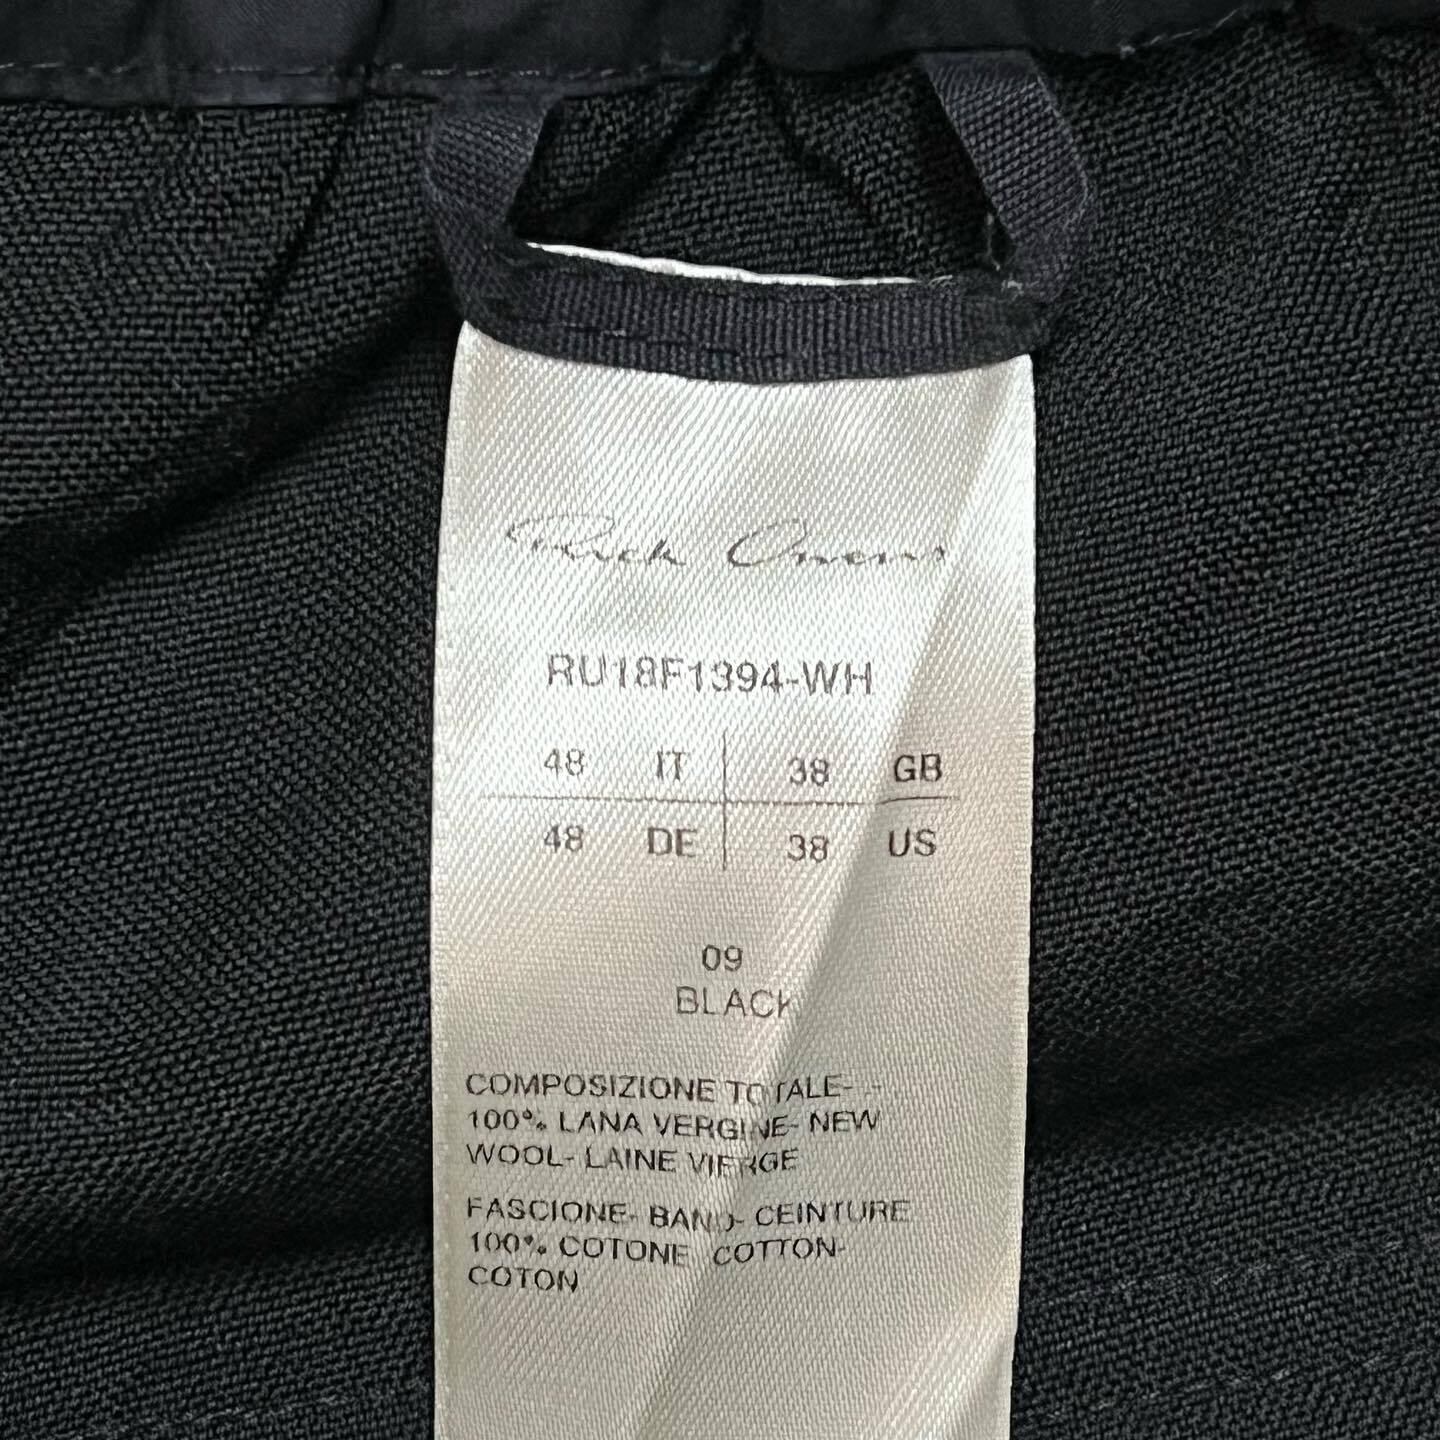 Rick Owens
RU18F1394-WH
48 IT 38 GB
48 DE 38 US
09
BLACK
COMPOSIZIONE TOTALE- -
100% LANA VERGINE- NEW
WOOL- LAINE VIERGE
FASCIONE- BAND- CEINTURE
100% COTONE COTTON-
COTON